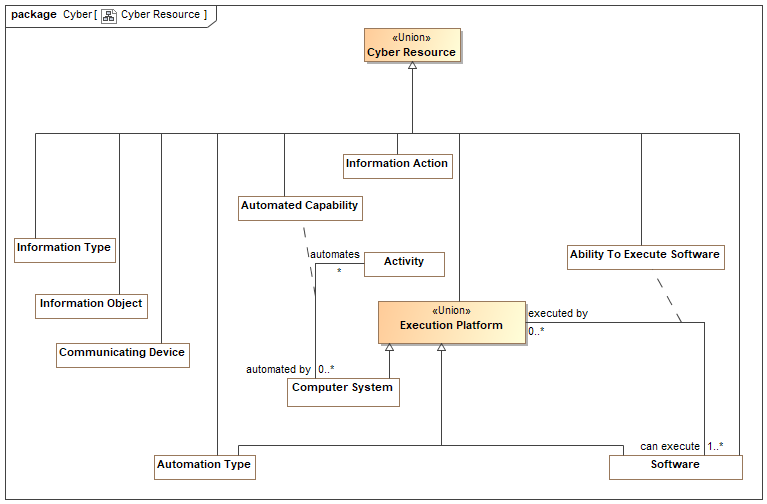 package Cyber [ Cyber Resource ]
«Union»
Cyber Resource
Information Action
Automated Capability
Information Type
automates
*
Activity
Ability To Execute Software
Information Object
«Union»
Execution Platform
executed by
0..*
Communicating Device
automated by 0..*
Computer System
can execute 1..*
Automation Type
Software